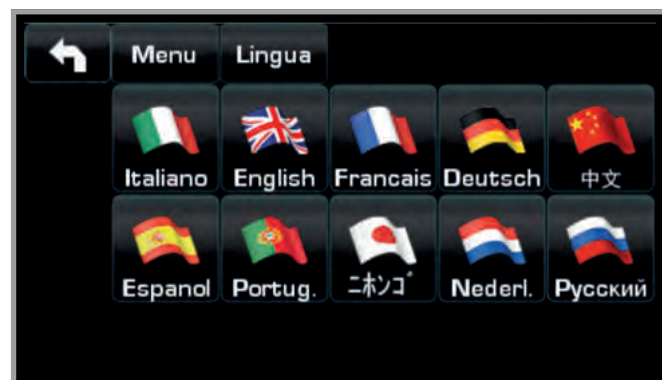 Menu Lingua
Italiano English Francais Deutsch 中文
Espanol Portug. ニホンゴ Nederl. Русский